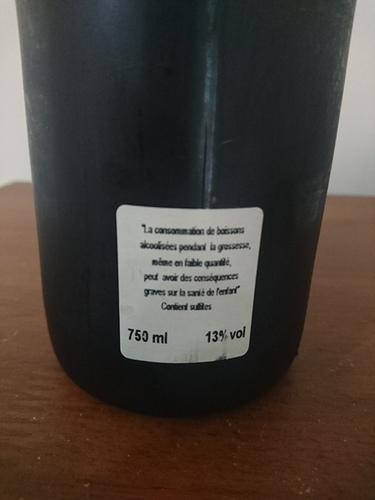 "La consommation de boissons
alcoolisées pendant la grossesse,
même en faible quantité,
peut avoir des conséquences
graves sur la santé de l'enfant"
Contient sulfites
750 ml 13% vol